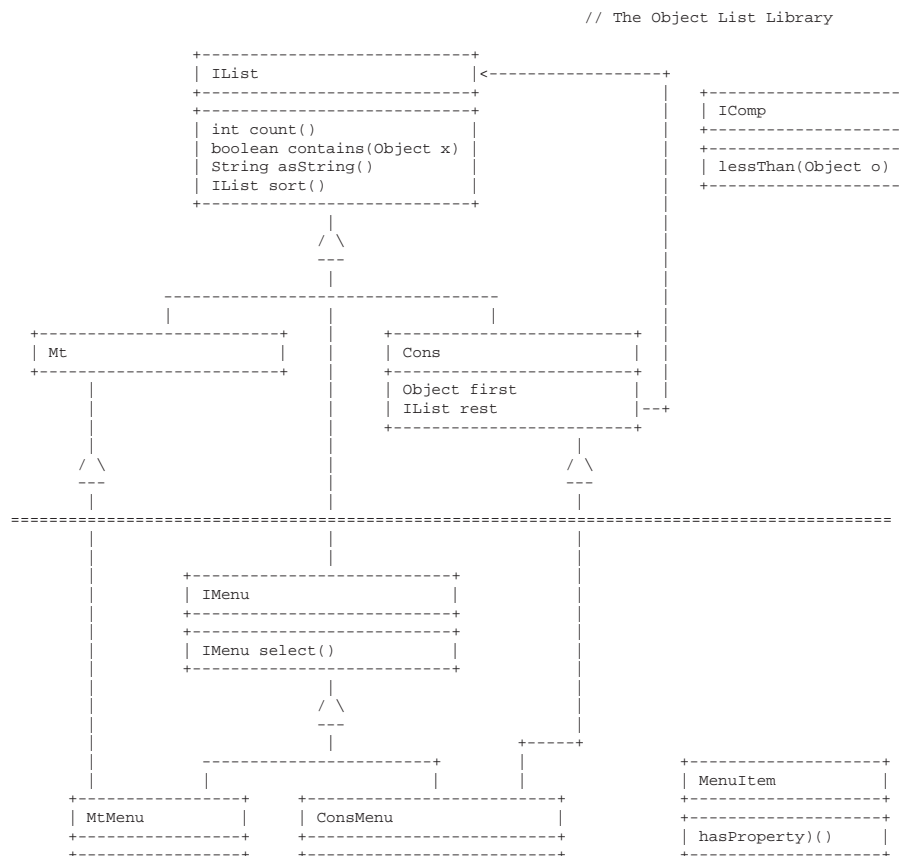 // The Object List Library
IList
IComp
int count()
boolean contains(Object x)
String asString()
IList sort()
lessThan(Object o)
Mt
Cons
Object first
IList rest
IMenu
IMenu select()
MenuItem
MtMenu
ConsMenu
hasProperty)()